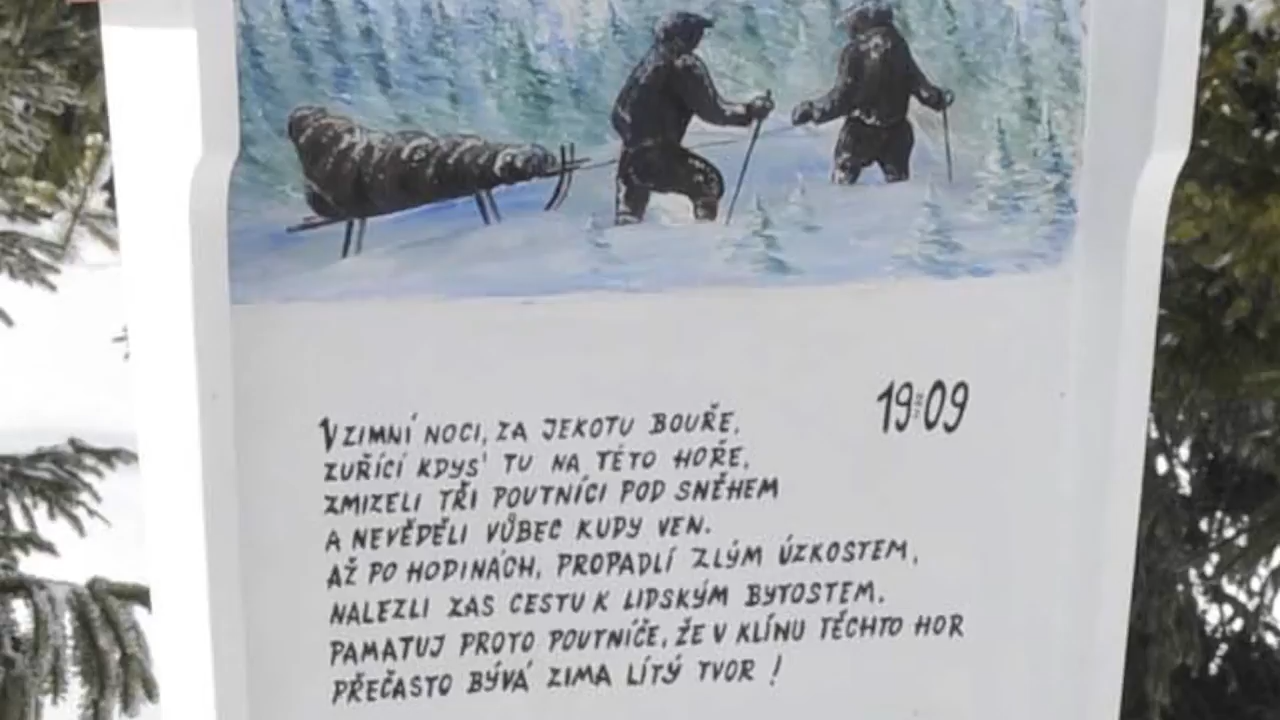 19 09
V ZIMNÍ NOCI, ZA JEKOTU BOUŘE,
ZUŘÍCÍ KDYS' TU NA TÉTO HOŘE,
ZMIZELI TŘI POUTNÍCI POD SNĚHEM
A NEVĚDĚLI VŮBEC KUDY VEN.
AŽ PO HODINÁCH, PROPADLÍ ZLÝM ÚZKOSTEM,
NALEZLI ZAS CESTU K LIDSKÝM BYTOSTEM.
PAMATUJ PROTO POUTNÍČE, ŽE V KLÍNU TĚCHTO HOR
PŘEČASTO BÝVÁ ZIMA LÍTÝ TVOR !